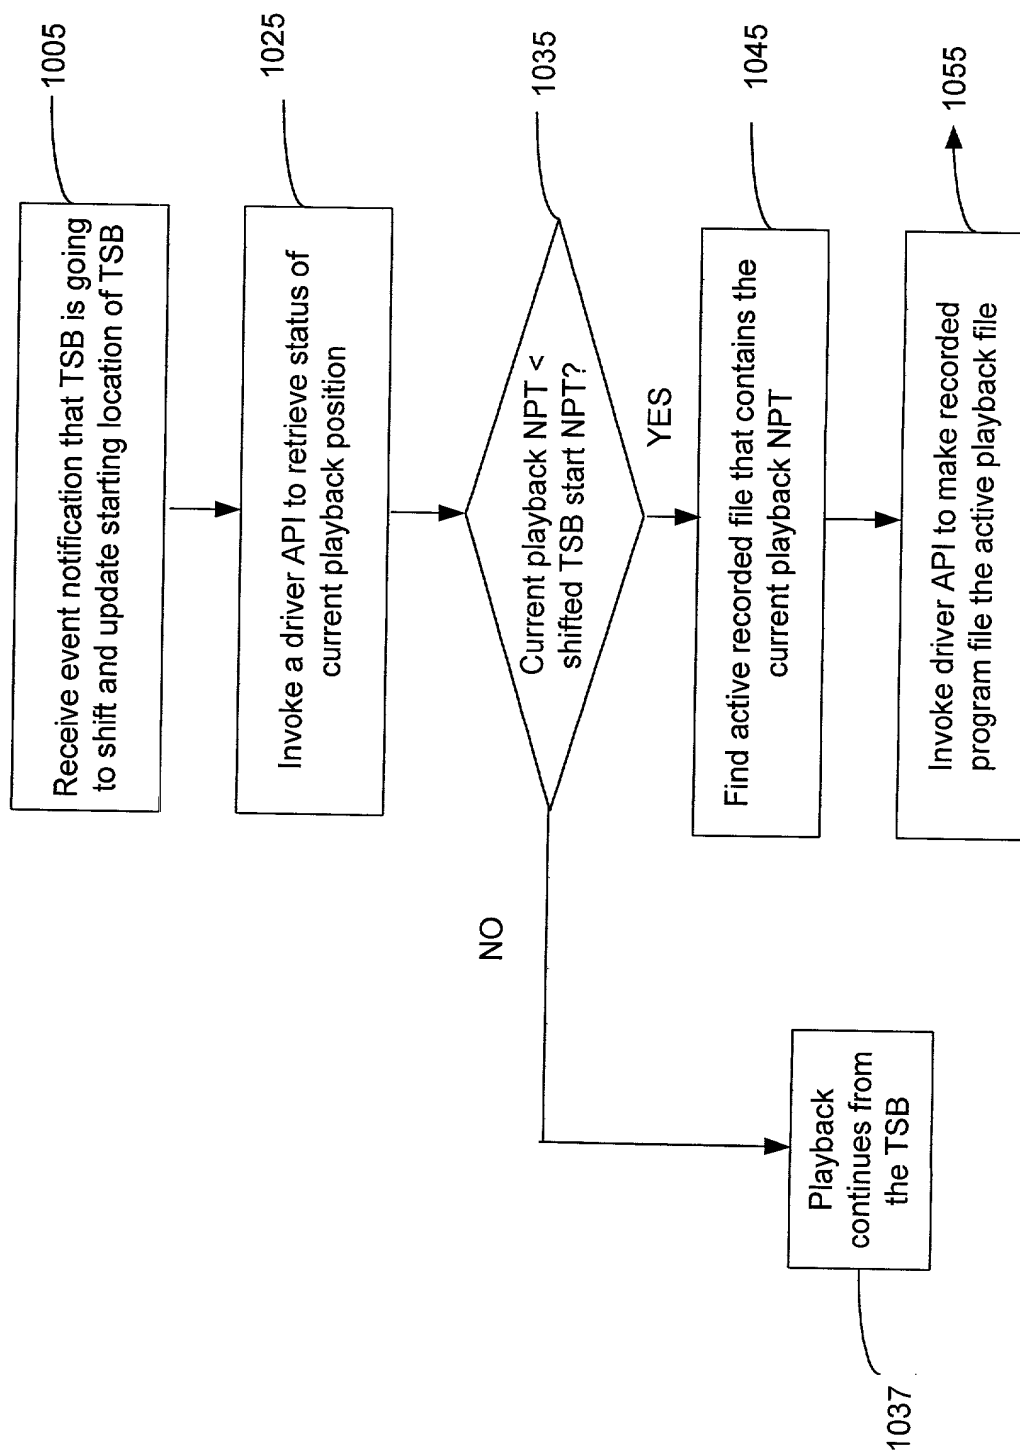 Receive event notification that TSB is going
to shift and update starting location of TSB
1005
Invoke a driver API to retrieve status of
current playback position
1025
Current playback NPT <
shifted TSB start NPT?
1035
NO
YES
Playback
continues from
the TSB
1037
Find active recorded file that contains the
current playback NPT
1045
Invoke driver API to make recorded
program file the active playback file
1055